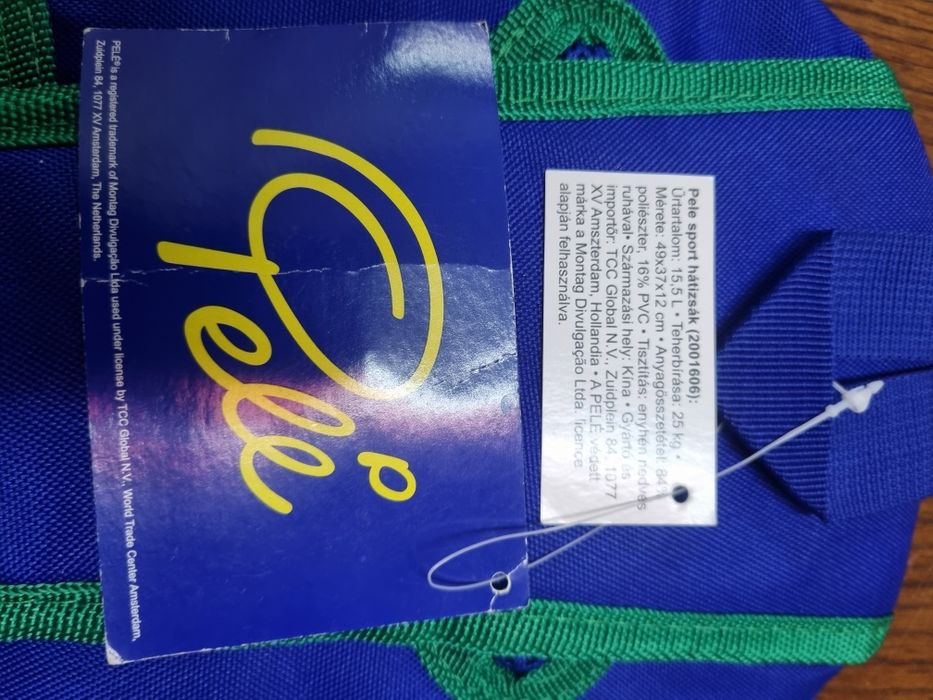 Pelé
PELÉ® is a registered trademark of Montag Divulgação Ltda used under license by TCC Global N.V., World Trade Center Amsterdam,
Zuidplein 84, 1077 XV Amsterdam, The Netherlands.
Pele sport hátizsák (2001606):
Űrtartalom: 15,5 L • Teherbírása: 25 kg •
Mérete: 49x37x12 cm • Anyagösszetétel: 84%
poliészter, 16% PVC • Tisztítás: enyhén nedves
ruhával• Származási hely: Kína • Gyártó és
importőr: TCC Global N.V., Zuidplein 84, 1077
XV Amszterdam, Hollandia • A PELÉ védett
márka a Montag Divulgação Ltda. licence
alapján felhasználva.